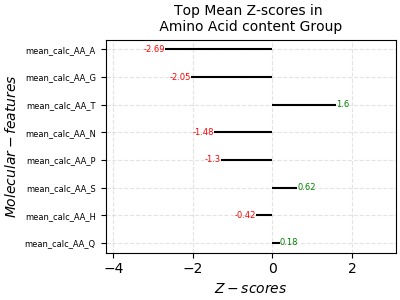 Top Mean Z-scores in
Amino Acid content Group
Molecular − features
mean_calc_AA_A
-2.69
mean_calc_AA_G
-2.05
mean_calc_AA_T
1.6
mean_calc_AA_N
-1.48
mean_calc_AA_P
-1.3
mean_calc_AA_S
0.62
mean_calc_AA_H
-0.42
mean_calc_AA_Q
0.18
−4 −2 0 2
Z − scores